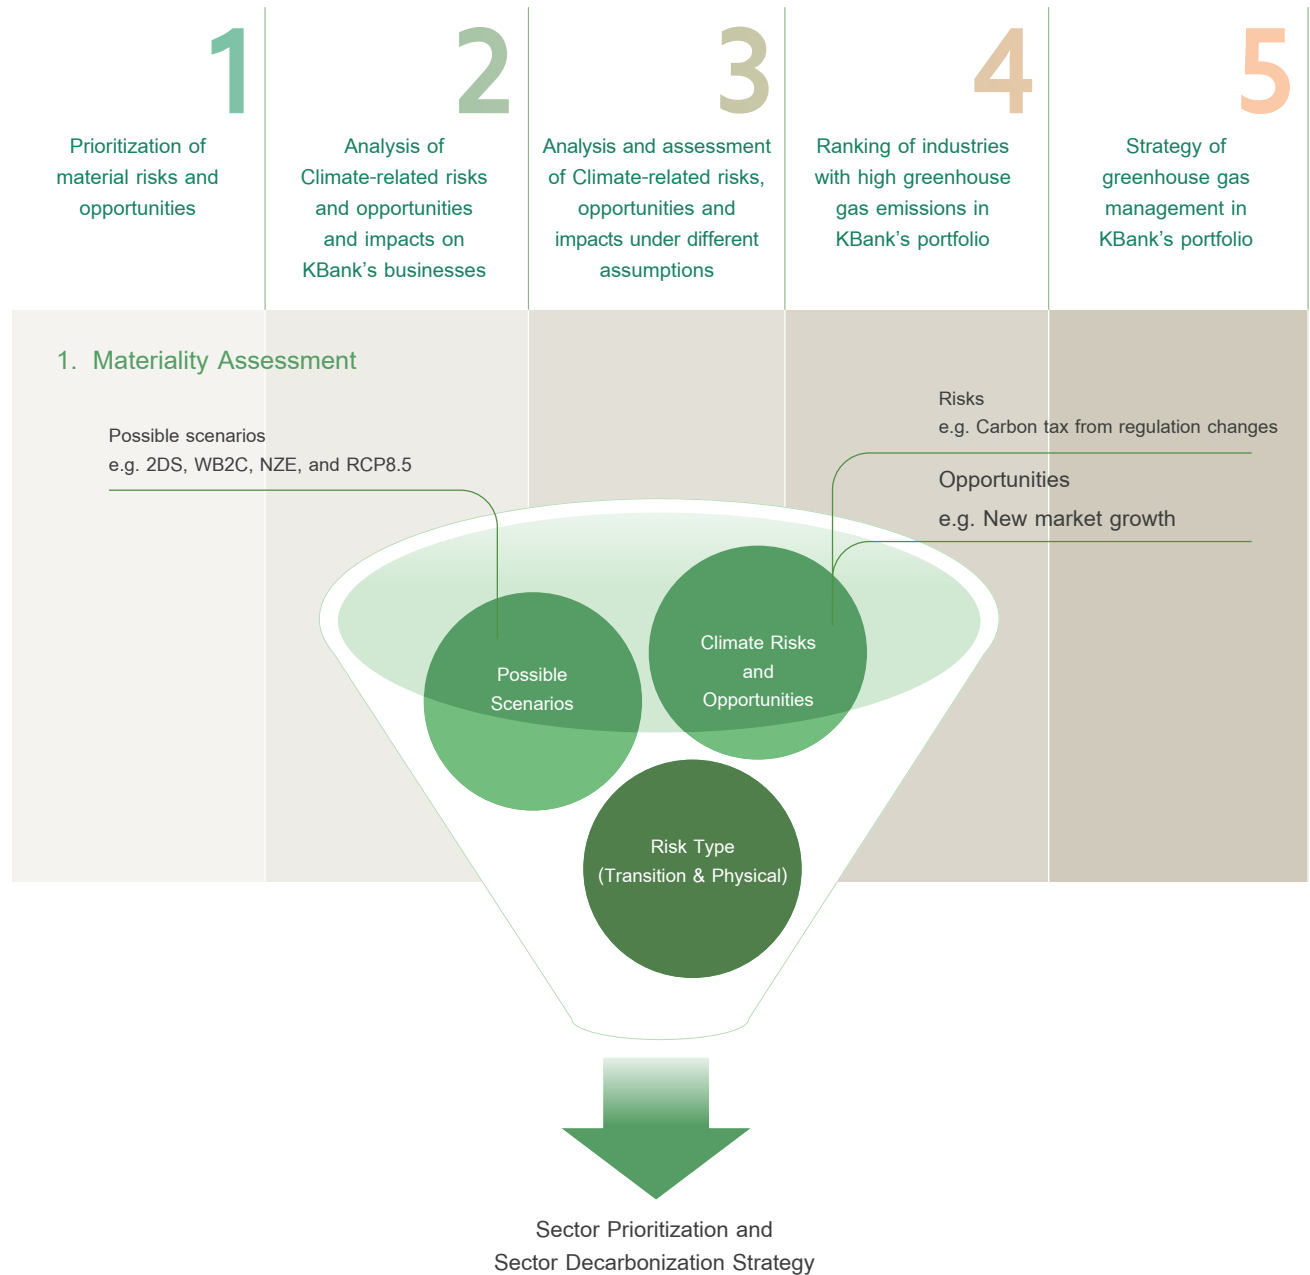 1
Prioritization of
material risks and
opportunities
2
Analysis of
Climate-related risks
and opportunities
and impacts on
KBank's businesses
3
Analysis and assessment
of Climate-related risks,
opportunities and
impacts under different
assumptions
4
Ranking of industries
with high greenhouse
gas emissions in
KBank's portfolio
5
Strategy of
greenhouse gas
management in
KBank's portfolio
1. Materiality Assessment
Possible scenarios
e.g. 2DS, WB2C, NZE, and RCP8.5
Risks
e.g. Carbon tax from regulation changes
Opportunities
e.g. New market growth
Possible
Scenarios
Climate Risks
and
Opportunities
Risk Type
(Transition & Physical)
Sector Prioritization and
Sector Decarbonization Strategy